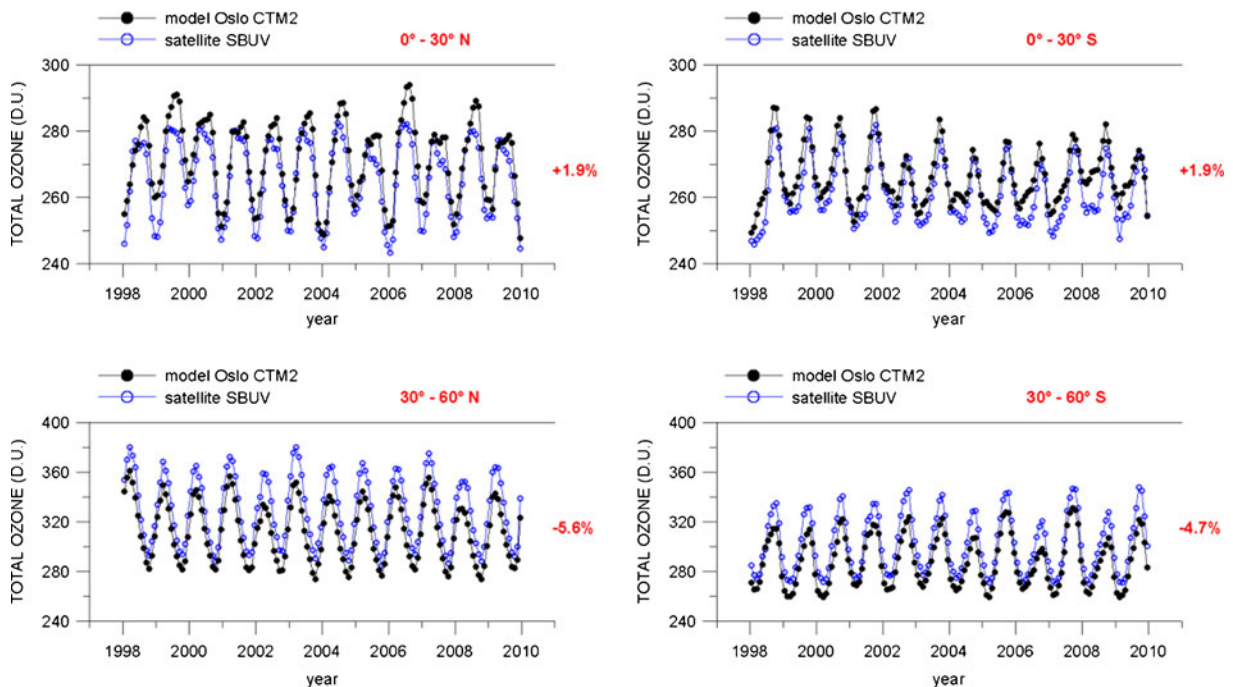 model Oslo CTM2
satellite SBUV
0° - 30° N
TOTAL OZONE (D.U.)
300
280
260
240
+1.9%
1998 2000 2002 2004 2006 2008 2010
year
model Oslo CTM2
satellite SBUV
0° - 30° S
TOTAL OZONE (D.U.)
300
280
260
240
+1.9%
1998 2000 2002 2004 2006 2008 2010
year
model Oslo CTM2
satellite SBUV
30° - 60° N
TOTAL OZONE (D.U.)
400
360
320
280
240
-5.6%
1998 2000 2002 2004 2006 2008 2010
year
model Oslo CTM2
satellite SBUV
30° - 60° S
TOTAL OZONE (D.U.)
400
360
320
280
240
-4.7%
1998 2000 2002 2004 2006 2008 2010
year